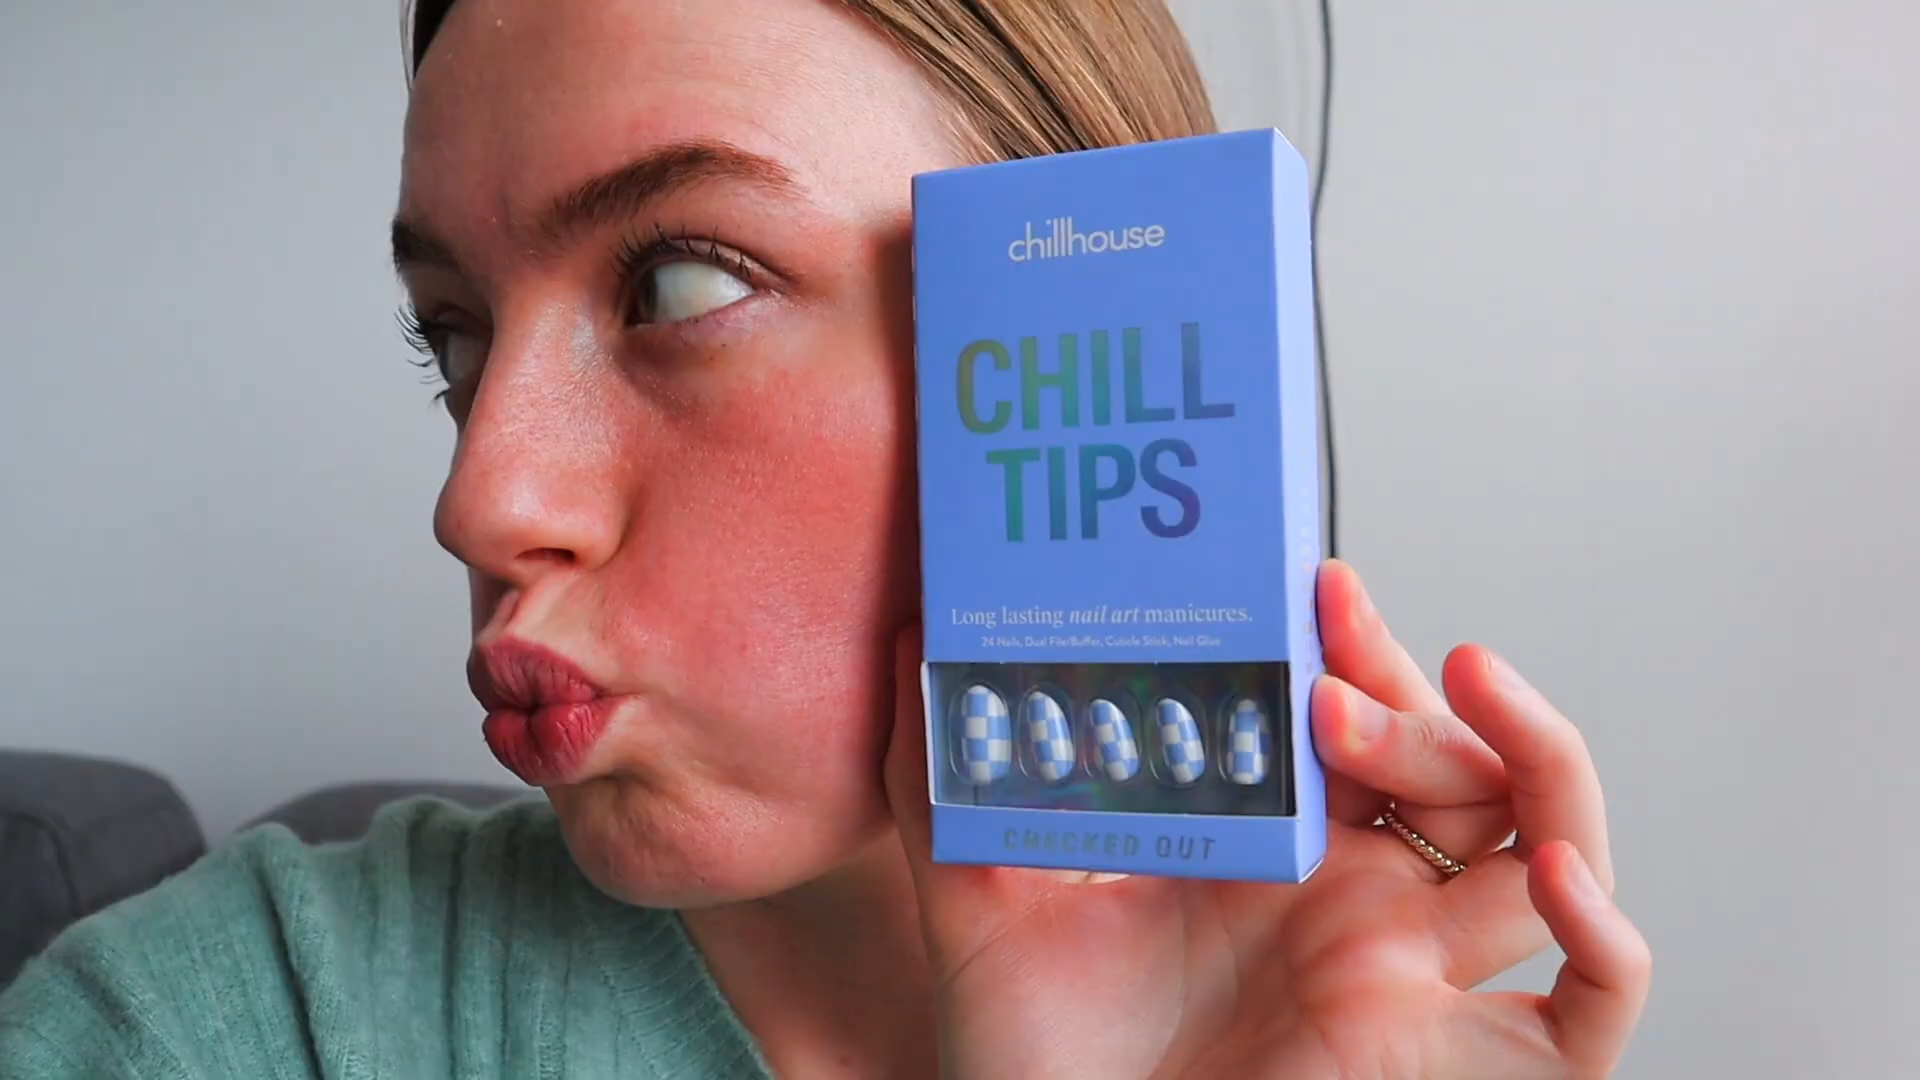 chillhouse
CHILL
TIPS
Long lasting nail art manicures.
24 Nails, Dual File/Buffer, Cuticle Stick, Nail Glue
CHECKED OUT